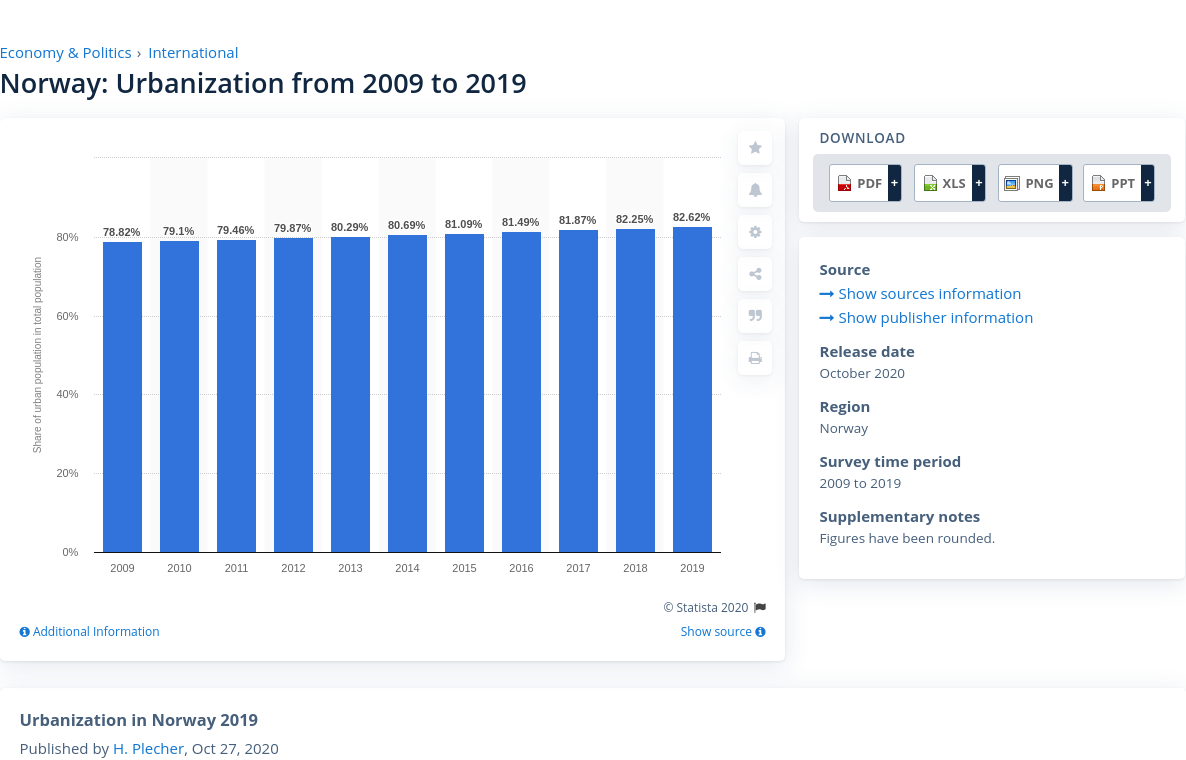 Economy & Politics › International
Norway: Urbanization from 2009 to 2019
Share of urban population in total population
80%
60%
40%
20%
0%
78.82% 79.1% 79.46% 79.87% 80.29% 80.69% 81.09% 81.49% 81.87% 82.25% 82.62%
2009 2010 2011 2012 2013 2014 2015 2016 2017 2018 2019
© Statista 2020
Additional Information
Show source
DOWNLOAD
PDF + XLS + PNG + PPT +
Source
Show sources information
Show publisher information
Release date
October 2020
Region
Norway
Survey time period
2009 to 2019
Supplementary notes
Figures have been rounded.
Urbanization in Norway 2019
Published by H. Plecher, Oct 27, 2020